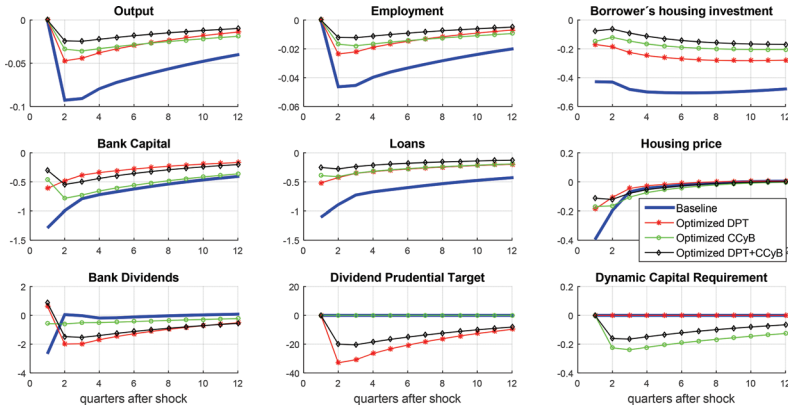 Output
Employment
Borrower´s housing investment
0
-0.05
-0.1
2 4 6 8 10 12
0
-0.02
-0.04
-0.06
2 4 6 8 10 12
0
-0.2
-0.4
-0.6
2 4 6 8 10 12
Bank Capital
Loans
Housing price
0
-0.5
-1
-1.5
2 4 6 8 10 12
0
-0.5
-1
-1.5
2 4 6 8 10 12
0.2
0
-0.2
-0.4
Baseline
Optimized DPT
Optimized CCyB
Optimized DPT+CCyB
2 4 6 8 10 12
Bank Dividends
Dividend Prudential Target
Dynamic Capital Requirement
2
0
-2
-4
2 4 6 8 10 12
20
0
-20
-40
2 4 6 8 10 12
0.2
0
-0.2
-0.4
2 4 6 8 10 12
quarters after shock
quarters after shock
quarters after shock